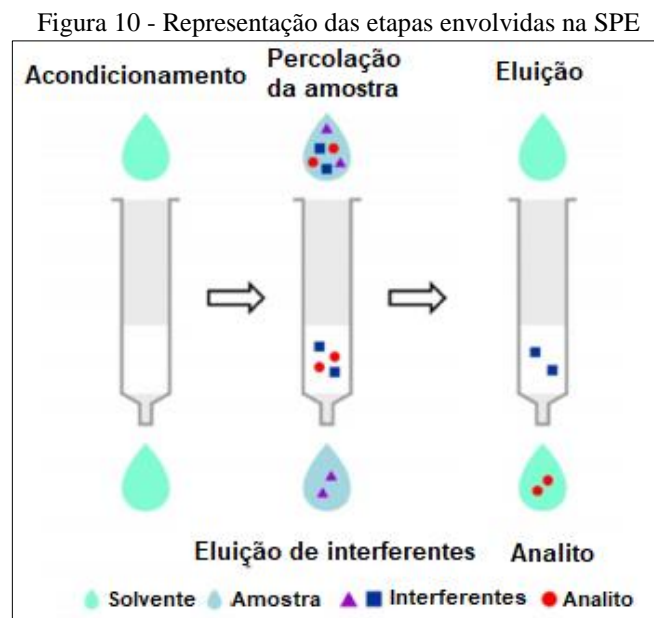 Figura 10 - Representação das etapas envolvidas na SPE
Acondicionamento
Percolação
da amostra
Eluição
Eluição de interferentes
Analito
Solvente
Amostra
Interferentes
Analito